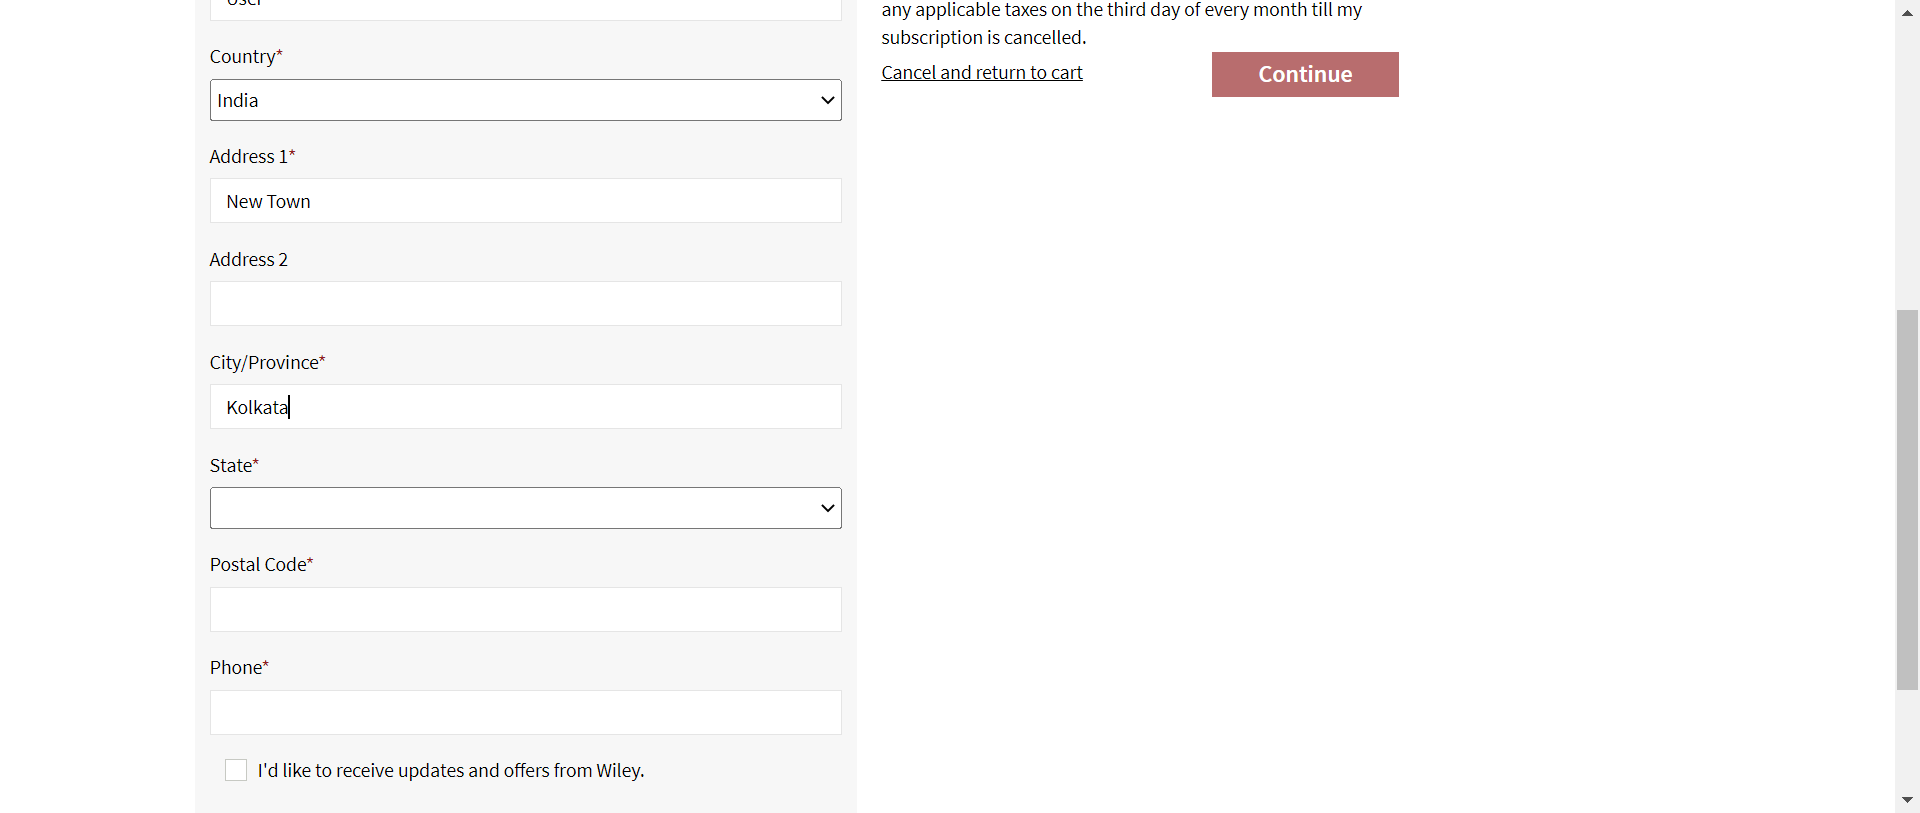 User
Country*
India
Address 1*
New Town
Address 2
City/Province*
Kolkata
State*
Postal Code*
Phone*
I'd like to receive updates and offers from Wiley.
any applicable taxes on the third day of every month till my
subscription is cancelled.
Cancel and return to cart
Continue